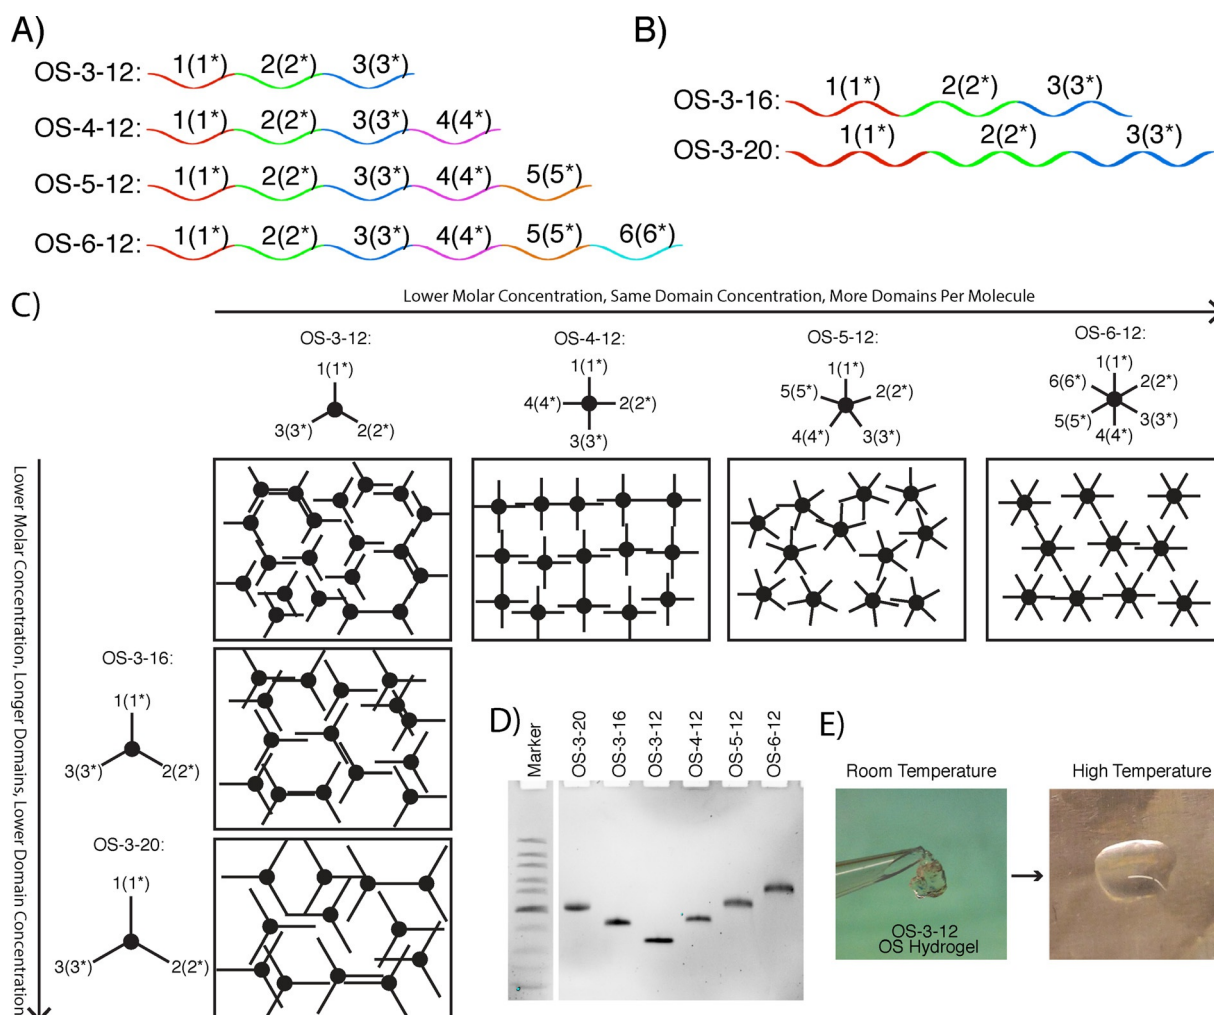 A)
OS-3-12: 1(1*) 2(2*) 3(3*)
OS-4-12: 1(1*) 2(2*) 3(3*) 4(4*)
OS-5-12: 1(1*) 2(2*) 3(3*) 4(4*) 5(5*)
OS-6-12: 1(1*) 2(2*) 3(3*) 4(4*) 5(5*) 6(6*)
B)
OS-3-16: 1(1*) 2(2*) 3(3*)
OS-3-20: 1(1*) 2(2*) 3(3*)
C)
Lower Molar Concentration, Same Domain Concentration, More Domains Per Molecule
OS-3-12:
1(1*)
3(3*) 2(2*)
OS-4-12:
1(1*)
4(4*) 2(2*)
3(3*)
OS-5-12:
1(1*)
5(5*) 2(2*)
4(4*) 3(3*)
OS-6-12:
1(1*)
6(6*) 2(2*)
5(5*) 3(3*)
4(4*)
Lower Molar Concentration, Longer Domains, Lower Domain Concentration
OS-3-16:
1(1*)
3(3*) 2(2*)
OS-3-20:
1(1*)
3(3*) 2(2*)
D)
Marker
OS-3-20
OS-3-16
OS-3-12
OS-4-12
OS-5-12
OS-6-12
E)
Room Temperature
High Temperature
OS-3-12
OS Hydrogel